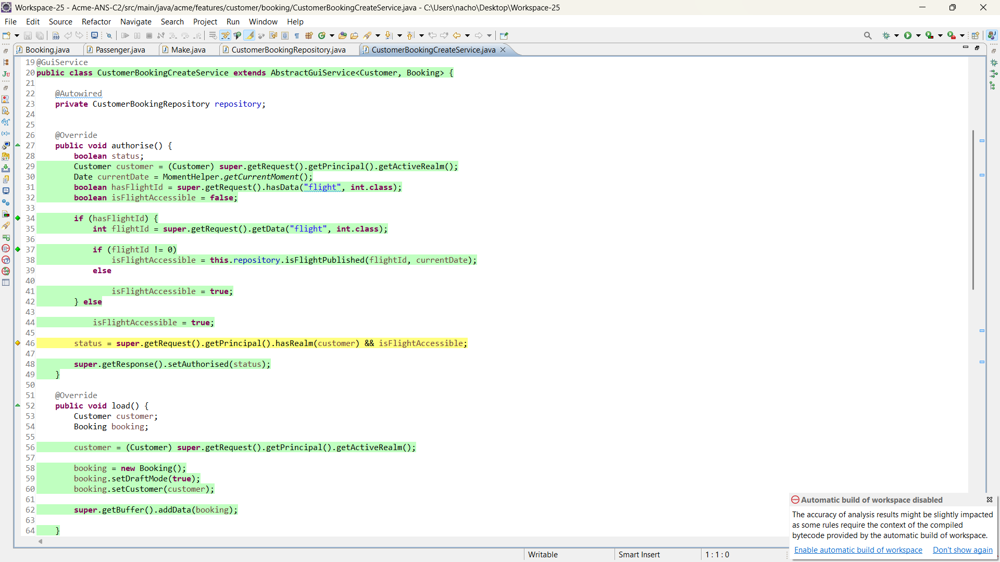 Workspace-25 - Acme-ANS-C2/src/main/java/acme/features/customer/booking/CustomerBookingCreateService.java - C:\Users\nacho\Desktop\Workspace-25
File Edit Source Refactor Navigate Search Project Run Window Help
Booking.java Passenger.java Make.java CustomerBookingRepository.java CustomerBookingCreateService.java
19 @GuiService
20 public class CustomerBookingCreateService extends AbstractGuiService<Customer, Booking> {
21
22 @Autowired
23 private CustomerBookingRepository repository;
24
25
26 @Override
27 public void authorise() {
28 boolean status;
29 Customer customer = (Customer) super.getRequest().getPrincipal().getActiveRealm();
30 Date currentDate = MomentHelper.getCurrentMoment();
31 boolean hasFlightId = super.getRequest().hasData("flight", int.class);
32 boolean isFlightAccessible = false;
33
34 if (hasFlightId) {
35 int flightId = super.getRequest().getData("flight", int.class);
36
37 if (flightId != 0)
38 isFlightAccessible = this.repository.isFlightPublished(flightId, currentDate);
39 else
40
41 isFlightAccessible = true;
42 } else
43
44 isFlightAccessible = true;
45
46 status = super.getRequest().getPrincipal().hasRealm(customer) && isFlightAccessible;
47
48 super.getResponse().setAuthorised(status);
49 }
50
51 @Override
52 public void load() {
53 Customer customer;
54 Booking booking;
55
56 customer = (Customer) super.getRequest().getPrincipal().getActiveRealm();
57
58 booking = new Booking();
59 booking.setDraftMode(true);
60 booking.setCustomer(customer);
61
62 super.getBuffer().addData(booking);
63
64 }
Automatic build of workspace disabled
The accuracy of analysis results might be slightly impacted
as some rules require the context of the compiled
bytecode provided by the automatic build of workspace.
Enable automatic build of workspace Don't show again
Writable Smart Insert 1 : 1 : 0